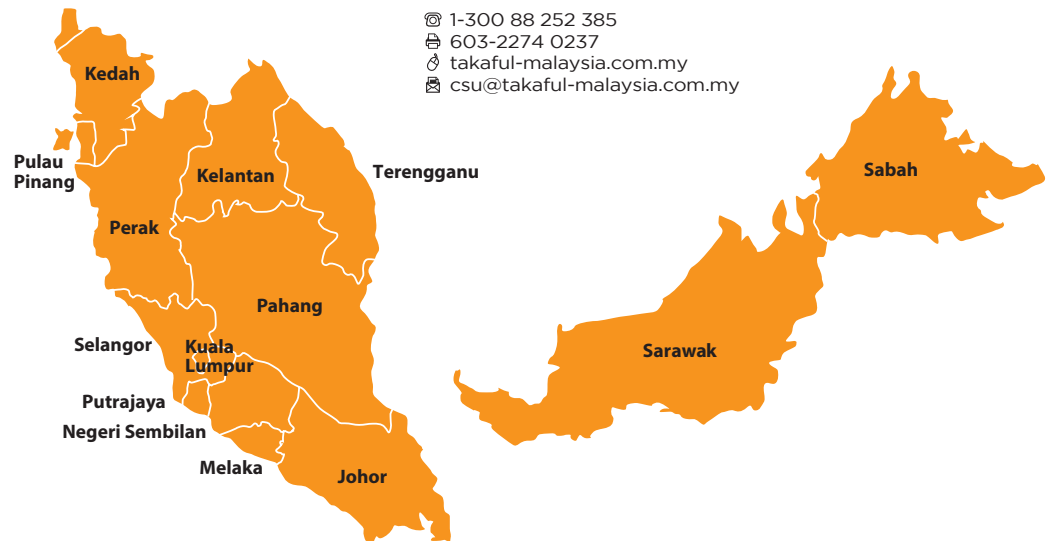 1-300 88 252 385
603-2274 0237
takaful-malaysia.com.my
csu@takaful-malaysia.com.my
Kedah
Pulau
Pinang
Kelantan
Terengganu
Sabah
Perak
Pahang
Selangor
Kuala
Lumpur
Sarawak
Putrajaya
Negeri Sembilan
Melaka
Johor